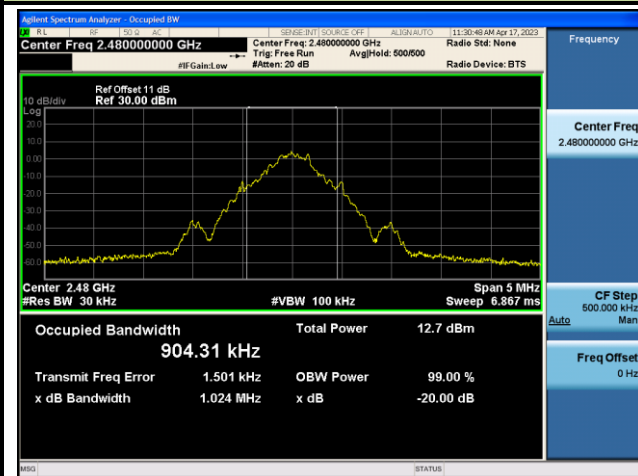 Agilent Spectrum Analyzer - Occupied BW
RL RF 50 Ω AC SENSE:INT SOURCE OFF ALIGN AUTO 11:30:48 AM Apr 17, 2023
Center Freq 2.480000000 GHz Center Freq: 2.480000000 GHz Radio Std: None Frequency
Trig: Free Run Avg|Hold: 500/500
#IFGain:Low #Atten: 20 dB Radio Device: BTS
Ref Offset 11 dB
10 dB/div Ref 30.00 dBm
Log
20.0
10.0
0.00
-10.0
-20.0
-30.0
-40.0
-50.0
-60.0
Center Freq
2.480000000 GHz
Center 2.48 GHz Span 5 MHz
#Res BW 30 kHz #VBW 100 kHz Sweep 6.867 ms
CF Step
500.000 kHz
Auto Man
Occupied Bandwidth Total Power 12.7 dBm
904.31 kHz
Transmit Freq Error 1.501 kHz OBW Power 99.00 %
x dB Bandwidth 1.024 MHz x dB -20.00 dB
Freq Offset
0 Hz
MSG STATUS